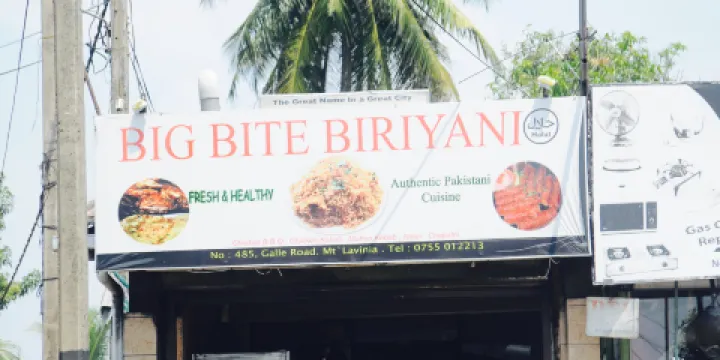 The Great Name In a Great City
BIG BITE BIRIYANI
حلال
Halal
FRESH & HEALTHY
Authentic Pakistani
Cuisine
No : 485, Galle Road, Mt' Lavinia . Tel : 0755 012213
Gas